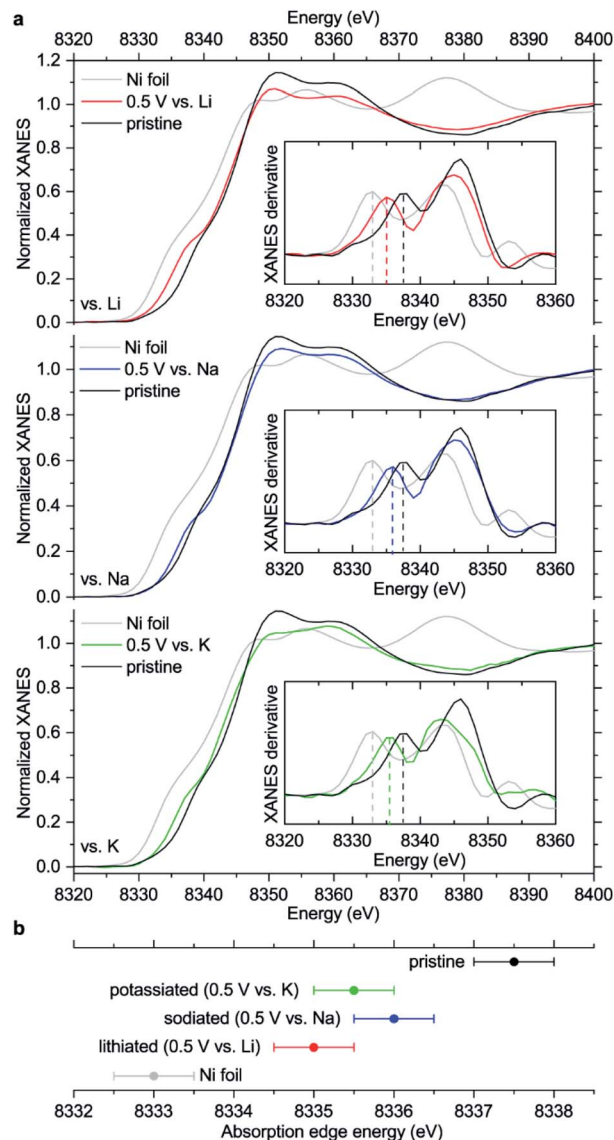 a
Energy (eV)
8320 8330 8340 8350 8360 8370 8380 8390 8400
Normalized XANES
1.2
1.0
0.8
0.6
0.4
0.2
0.0
Ni foil
0.5 V vs. Li
pristine
vs. Li
XANES derivative
8320 8330 8340 8350 8360
Energy (eV)
Normalized XANES
1.0
0.8
0.6
0.4
0.2
0.0
Ni foil
0.5 V vs. Na
pristine
vs. Na
XANES derivative
8320 8330 8340 8350 8360
Energy (eV)
Normalized XANES
1.0
0.8
0.6
0.4
0.2
0.0
Ni foil
0.5 V vs. K
pristine
vs. K
XANES derivative
8320 8330 8340 8350 8360
Energy (eV)
8320 8330 8340 8350 8360 8370 8380 8390 8400
Energy (eV)
b
pristine
potassiated (0.5 V vs. K)
sodiated (0.5 V vs. Na)
lithiated (0.5 V vs. Li)
Ni foil
8332 8333 8334 8335 8336 8337 8338
Absorption edge energy (eV)